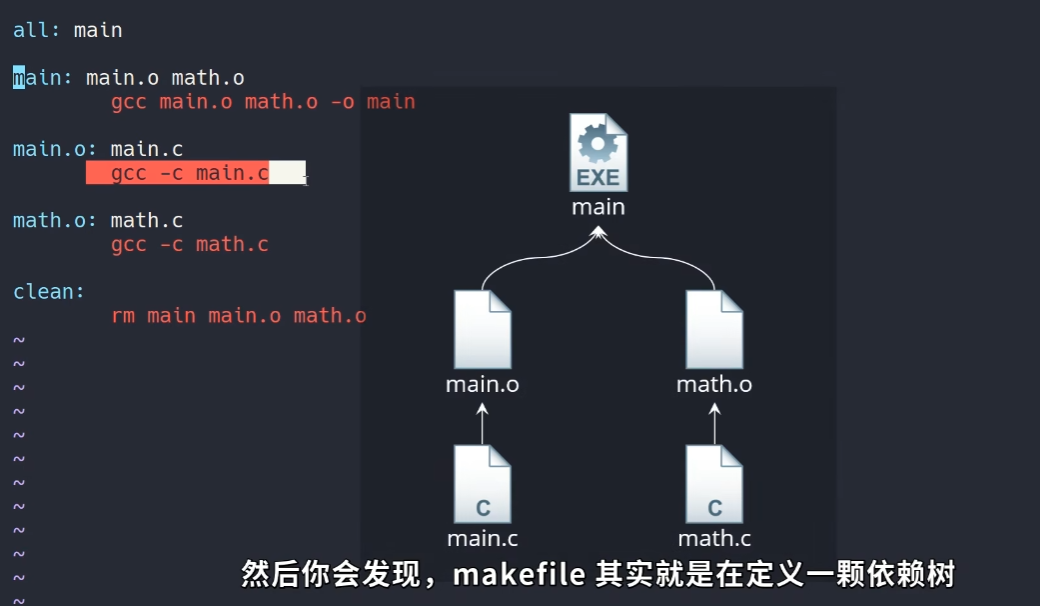 all: main
main: main.o math.o
gcc main.o math.o -o main
main.o: main.c
gcc -c main.c
math.o: math.c
gcc -c math.c
clean:
rm main main.o math.o
~
~
~
~
~
~
~
~
~
~
~
~
EXE
main
main.o
math.o
C
main.c
C
math.c
然后你会发现，makefile 其实就是在定义一颗依赖树